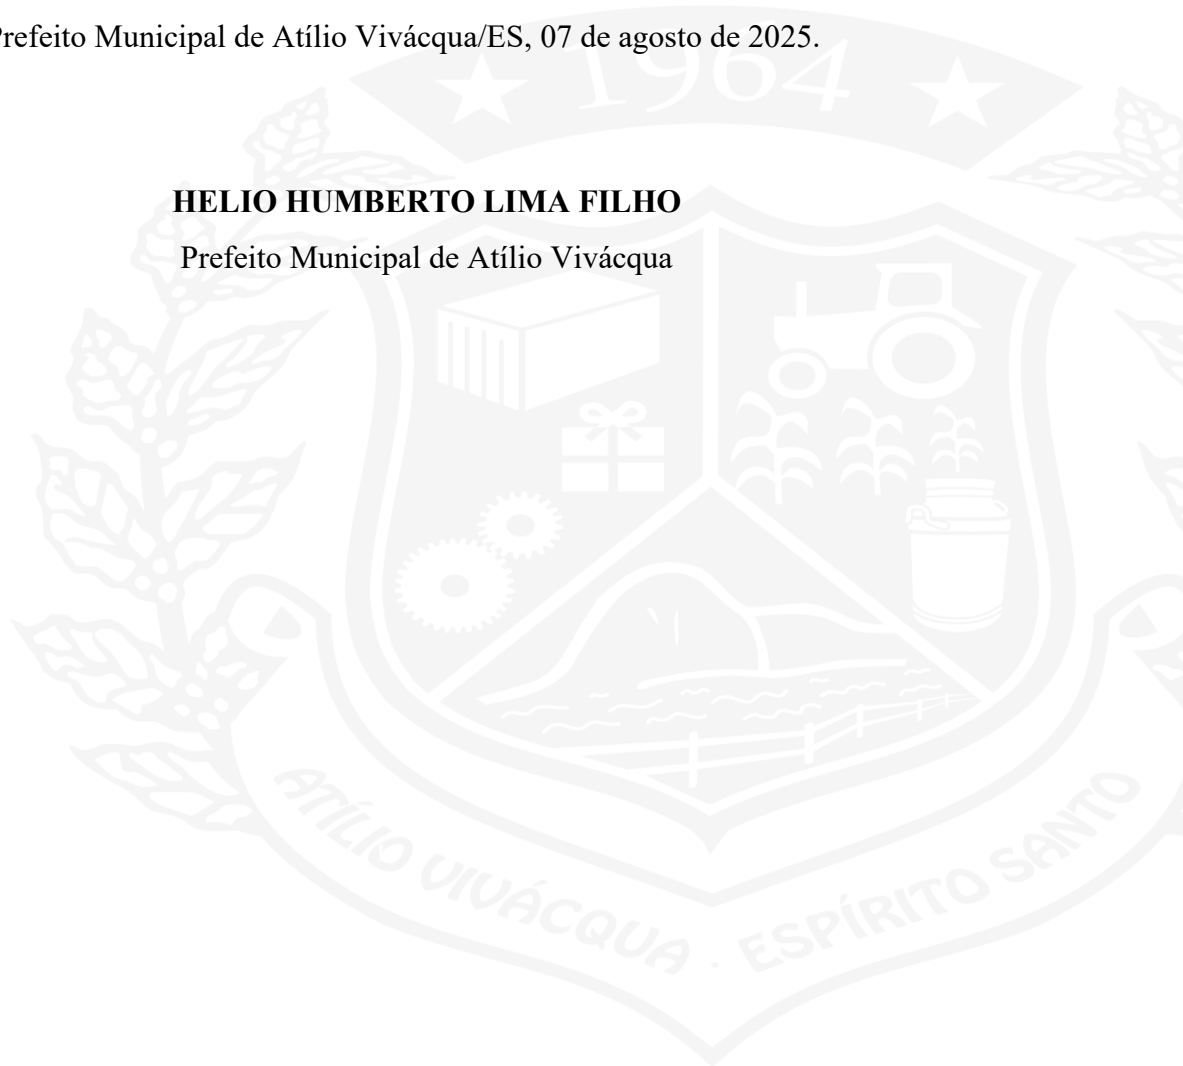 Prefeito Municipal de Atílio Vivácqua/ES, 07 de agosto de 2025.
1964
HELIO HUMBERTO LIMA FILHO
Prefeito Municipal de Atílio Vivácqua
ATÍLIO VIVÁCQUA · ESPÍRITO SANTO